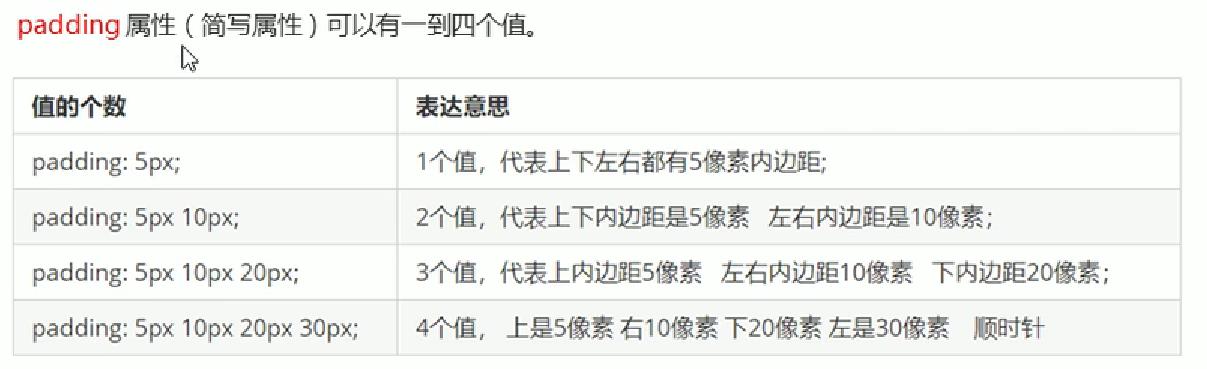 padding 属性（简写属性）可以有一到四个值。
值的个数 表达意思
padding: 5px; 1个值，代表上下左右都有5像素内边距;
padding: 5px 10px; 2个值，代表上下内边距是5像素 左右内边距是10像素；
padding: 5px 10px 20px; 3个值，代表上内边距5像素 左右内边距10像素 下内边距20像素；
padding: 5px 10px 20px 30px; 4个值， 上是5像素 右10像素 下20像素 左是30像素 顺时针